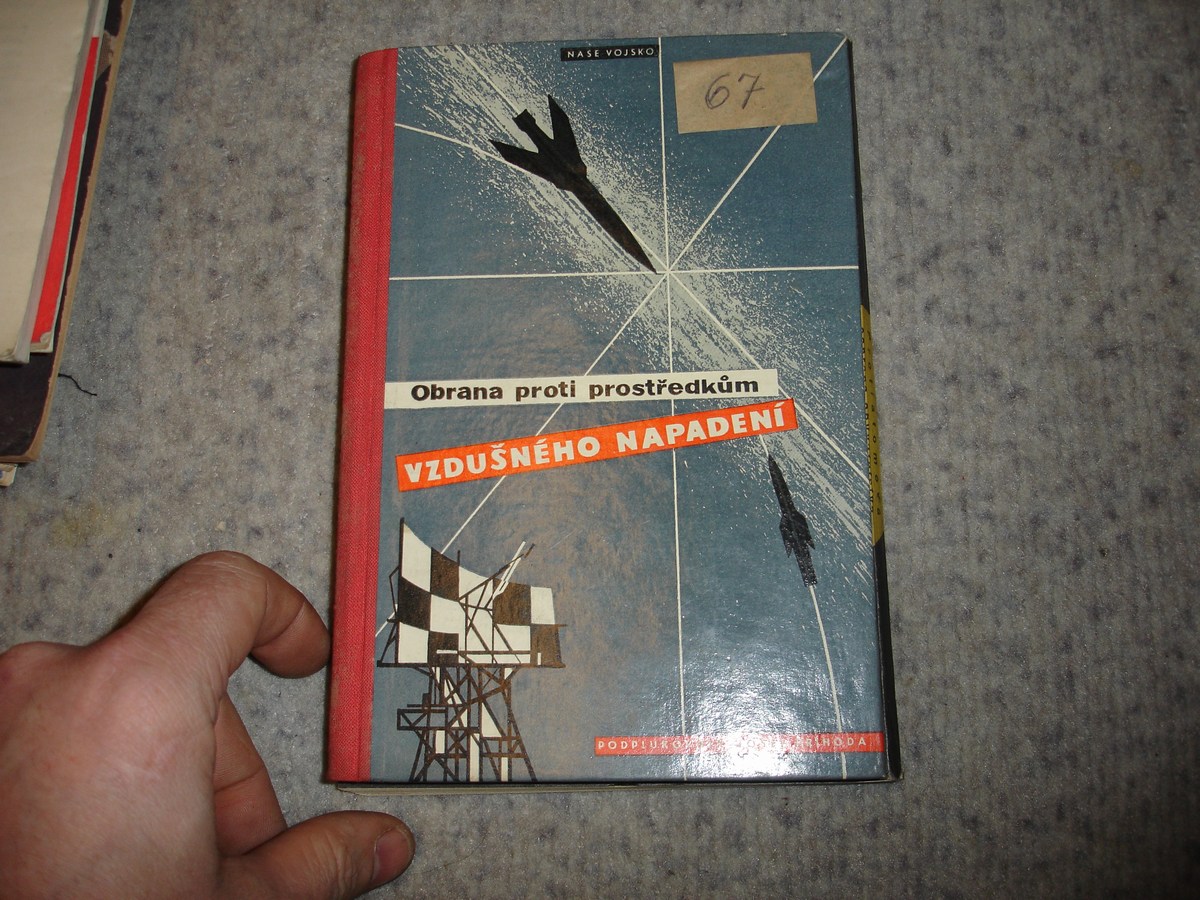 NAŠE VOJSKO
67
Obrana proti prostředkům
VZDUŠNÉHO NAPADENÍ